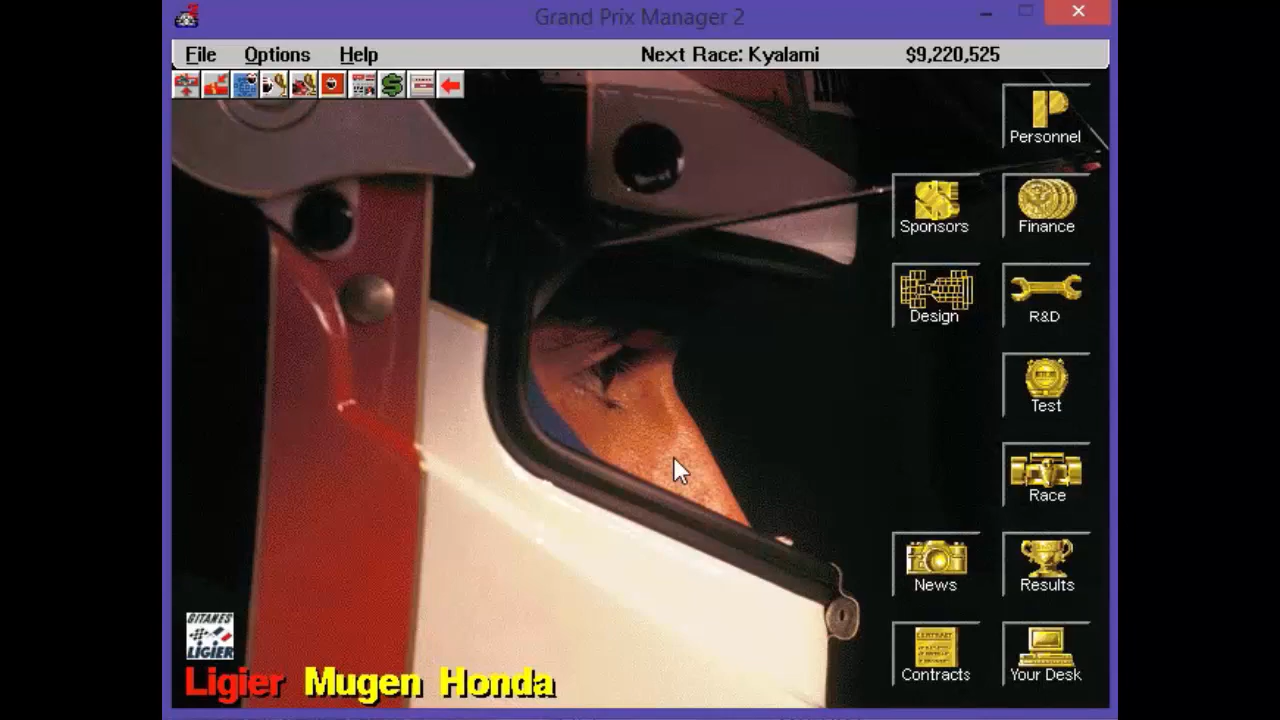 Grand Prix Manager 2
File Options Help Next Race: Kyalami $9,220,525
Personnel
Sponsors Finance
Design R&D
Test
Race
News Results
GITANES
LIGIER
Contracts Your Desk
Ligier Mugen Honda